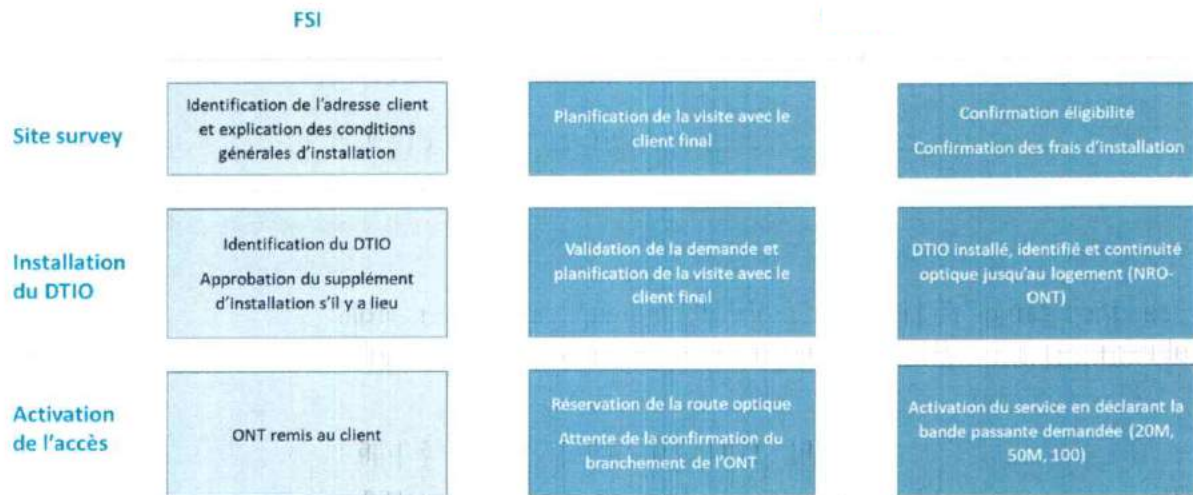 FSI
Site survey
Identification de l'adresse client
et explication des conditions
générales d'installation
Planification de la visite avec le
client final
Confirmation éligibilité
Confirmation des frais d'installation
Installation
du DTIO
Identification du DTIO
Approbation du supplément
d'installation s'il y a lieu
Validation de la demande et
planification de la visite avec le
client final
DTIO installé, identifié et continuité
optique jusqu'au logement (NRO-
ONT)
Activation
de l'accès
ONT remis au client
Réservation de la route optique
Attente de la confirmation du
branchement de l'ONT
Activation du service en déclarant la
bande passante demandée (20M,
50M, 100)